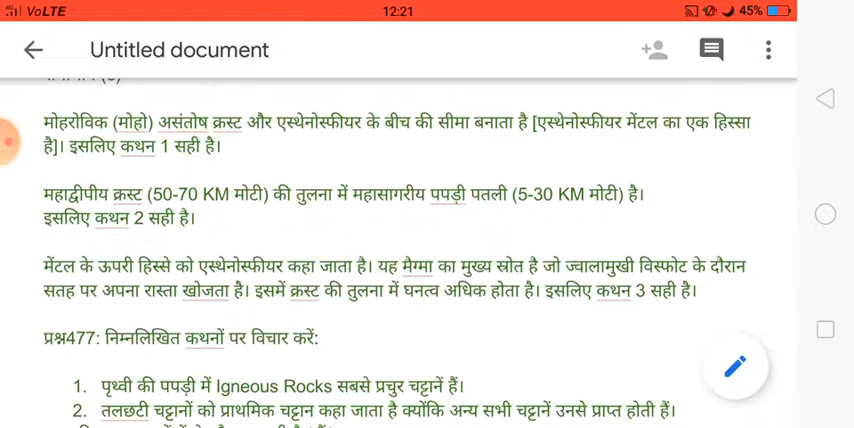 4G VoLTE 12:21 45%
Untitled document
मोहरोविक (मोहो) असंतोष क्रस्ट और एस्थेनोस्फीयर के बीच की सीमा बनाता है [एस्थेनोस्फीयर मेंटल का एक हिस्सा
है]। इसलिए कथन 1 सही है।
महाद्वीपीय क्रस्ट (50-70 KM मोटी) की तुलना में महासागरीय पपड़ी पतली (5-30 KM मोटी) है।
इसलिए कथन 2 सही है।
मेंटल के ऊपरी हिस्से को एस्थेनोस्फीयर कहा जाता है। यह मैग्मा का मुख्य स्रोत है जो ज्वालामुखी विस्फोट के दौरान
सतह पर अपना रास्ता खोजता है। इसमें क्रस्ट की तुलना में घनत्व अधिक होता है। इसलिए कथन 3 सही है।
प्रश्न477: निम्नलिखित कथनों पर विचार करें:
1. पृथ्वी की पपड़ी में Igneous Rocks सबसे प्रचुर चट्टानें हैं।
2. तलछटी चट्टानों को प्राथमिक चट्टान कहा जाता है क्योंकि अन्य सभी चट्टानें उनसे प्राप्त होती हैं।